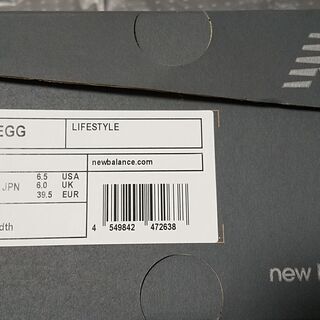 EGG LIFESTYLE
newbalance.com
6.5 USA
JPN 6.0 UK
39.5 EUR
dth
4 549842 472638
new b